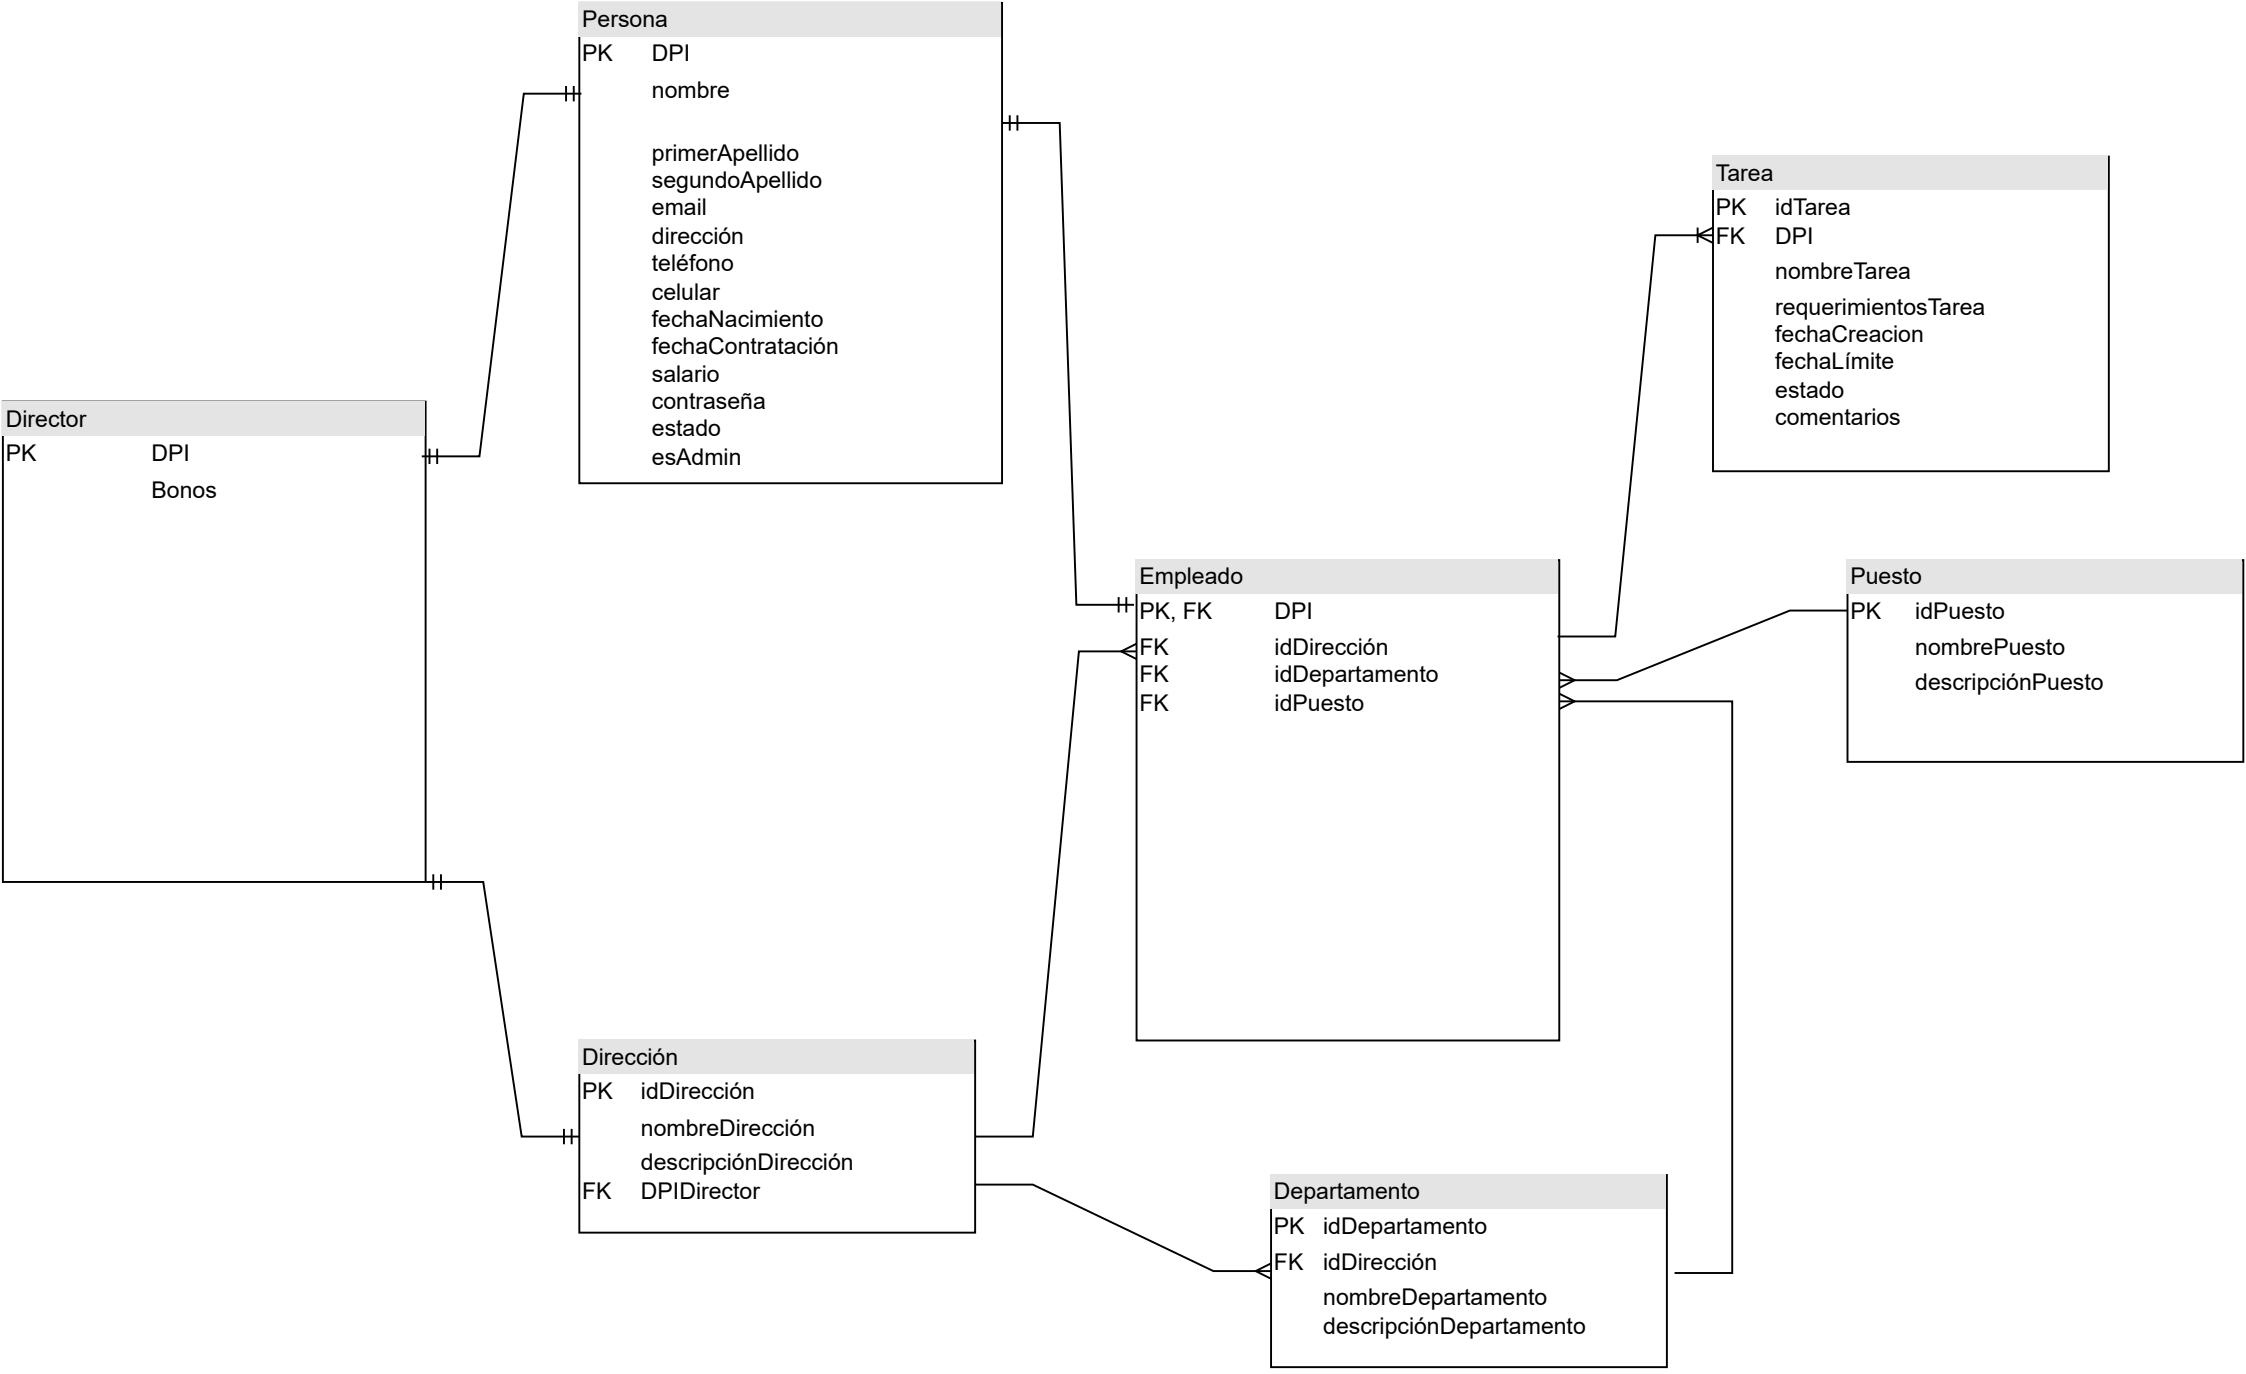 Persona
PK DPI
nombre
primerApellido
segundoApellido
email
dirección
teléfono
celular
fechaNacimiento
fechaContratación
salario
contraseña
estado
esAdmin
Tarea
PK idTarea
FK DPI
nombreTarea
requerimientosTarea
fechaCreacion
fechaLímite
estado
comentarios
Director
PK DPI
Bonos
Empleado
PK, FK DPI
FK idDirección
FK idDepartamento
FK idPuesto
Puesto
PK idPuesto
nombrePuesto
descripciónPuesto
Dirección
PK idDirección
nombreDirección
descripciónDirección
FK DPIDirector
Departamento
PK idDepartamento
FK idDirección
nombreDepartamento
descripciónDepartamento